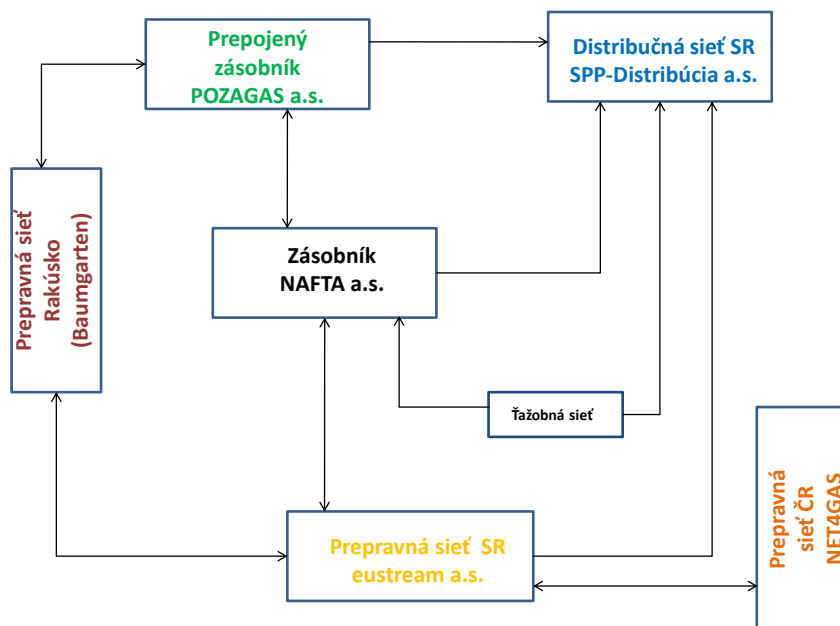 Prepojený
zásobník
POZAGAS a.s.
Distribučná sieť SR
SPP-Distribúcia a.s.
Prepravná sieť
Rakúsko
(Baumgarten)
Zásobník
NAFTA a.s.
Ťažobná sieť
Prepravná sieť SR
eustream a.s.
Prepravná
sieť ČR
NET4GAS